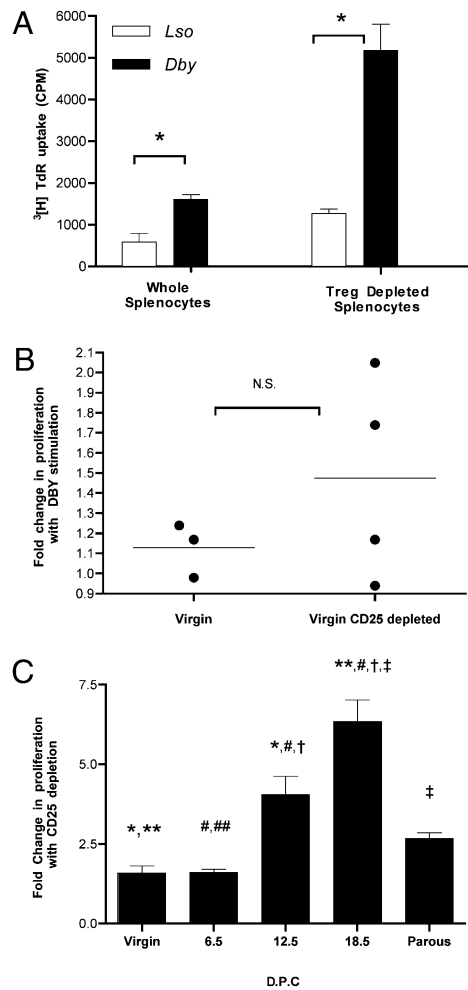 A
³[H] TdR uptake (CPM)
6000
5000
4000
3000
2000
1000
0
Lso
Dby
*
*
Whole
Splenocytes
Treg Depleted
Splenocytes
B
Fold change in proliferation
with DBY stimulation
2.1
2.0
1.9
1.8
1.7
1.6
1.5
1.4
1.3
1.2
1.1
1.0
0.9
N.S.
Virgin
Virgin CD25 depleted
C
Fold Change in proliferation
with CD25 depletion
7.5
5.0
2.5
0.0
*,**
#,##
*,#,†
**,#,†,‡
‡
Virgin
6.5
12.5
18.5
Parous
D.P.C